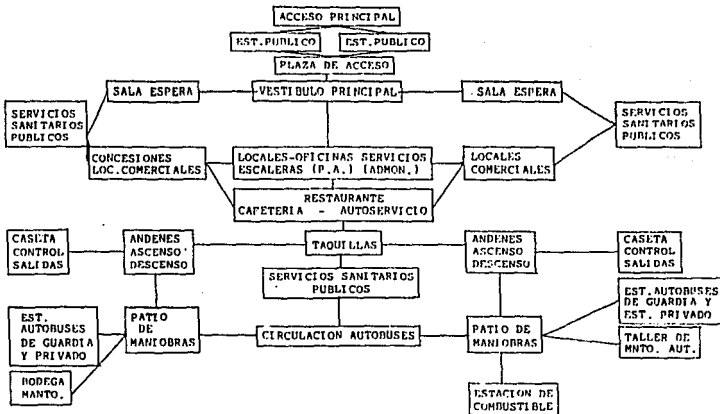 ACCESO PRINCIPAL
EST.PUBLICO
EST.PUBLICO
PLAZA DE ACCESO
SALA ESPERA
VESTIBULO PRINCIPAL
SALA ESPERA
SERVICIOS
SANITARIOS
PUBLICOS
SERVICIOS
SANITARIOS
PUBLICOS
CONCESIONES
LOC.COMERCIALES
LOCALES-OFICINAS SERVICIOS
ESCALERAS (P.A.) (ADMON.)
LOCALES
COMERCIALES
RESTAURANTE
CAFETERIA - AUTOSERVICIO
CASETA
CONTROL
SALIDAS
ANDENES
ASCENSO
DESCENSO
TAQUILLAS
ANDENES
ASCENSO
DESCENSO
CASETA
CONTROL
SALIDAS
SERVICIOS SANITARIOS
PUBLICOS
EST.
AUTOBUSES
DE GUARDIA
Y PRIVADO
PATIO
DE
MANIOBRAS
CIRCULACION AUTOBUSES
PATIO DE
MANIOBRAS
EST.AUTOBUSES
DE GUARDIA Y
EST. PRIVADO
TALLER DE
MNTO. AUT.
BODEGA
MANTO.
ESTACION DE
COMBUSTIBLE